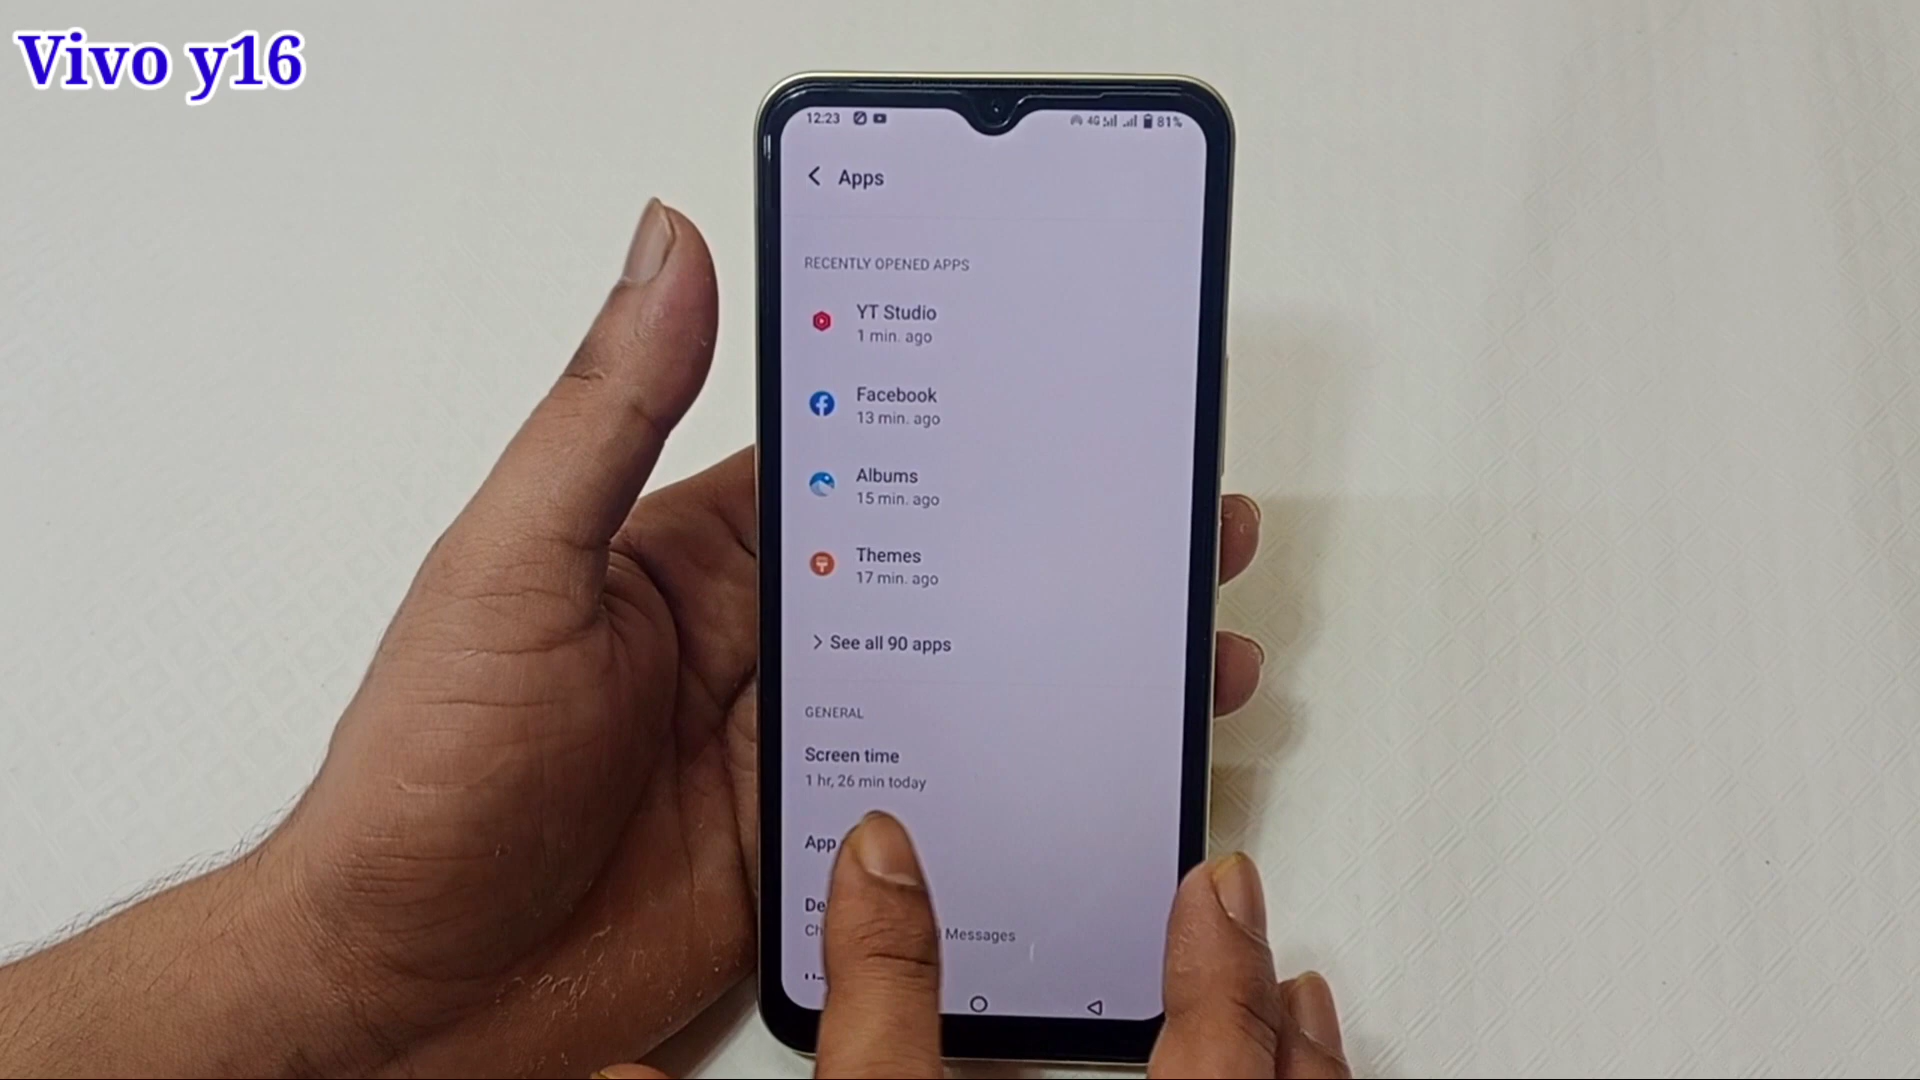 Vivo y16
12:23 4G 81%
Apps
RECENTLY OPENED APPS
YT Studio
1 min. ago
Facebook
13 min. ago
Albums
15 min. ago
Themes
17 min. ago
See all 90 apps
GENERAL
Screen time
1 hr, 26 min today
App
De
Ch Messages